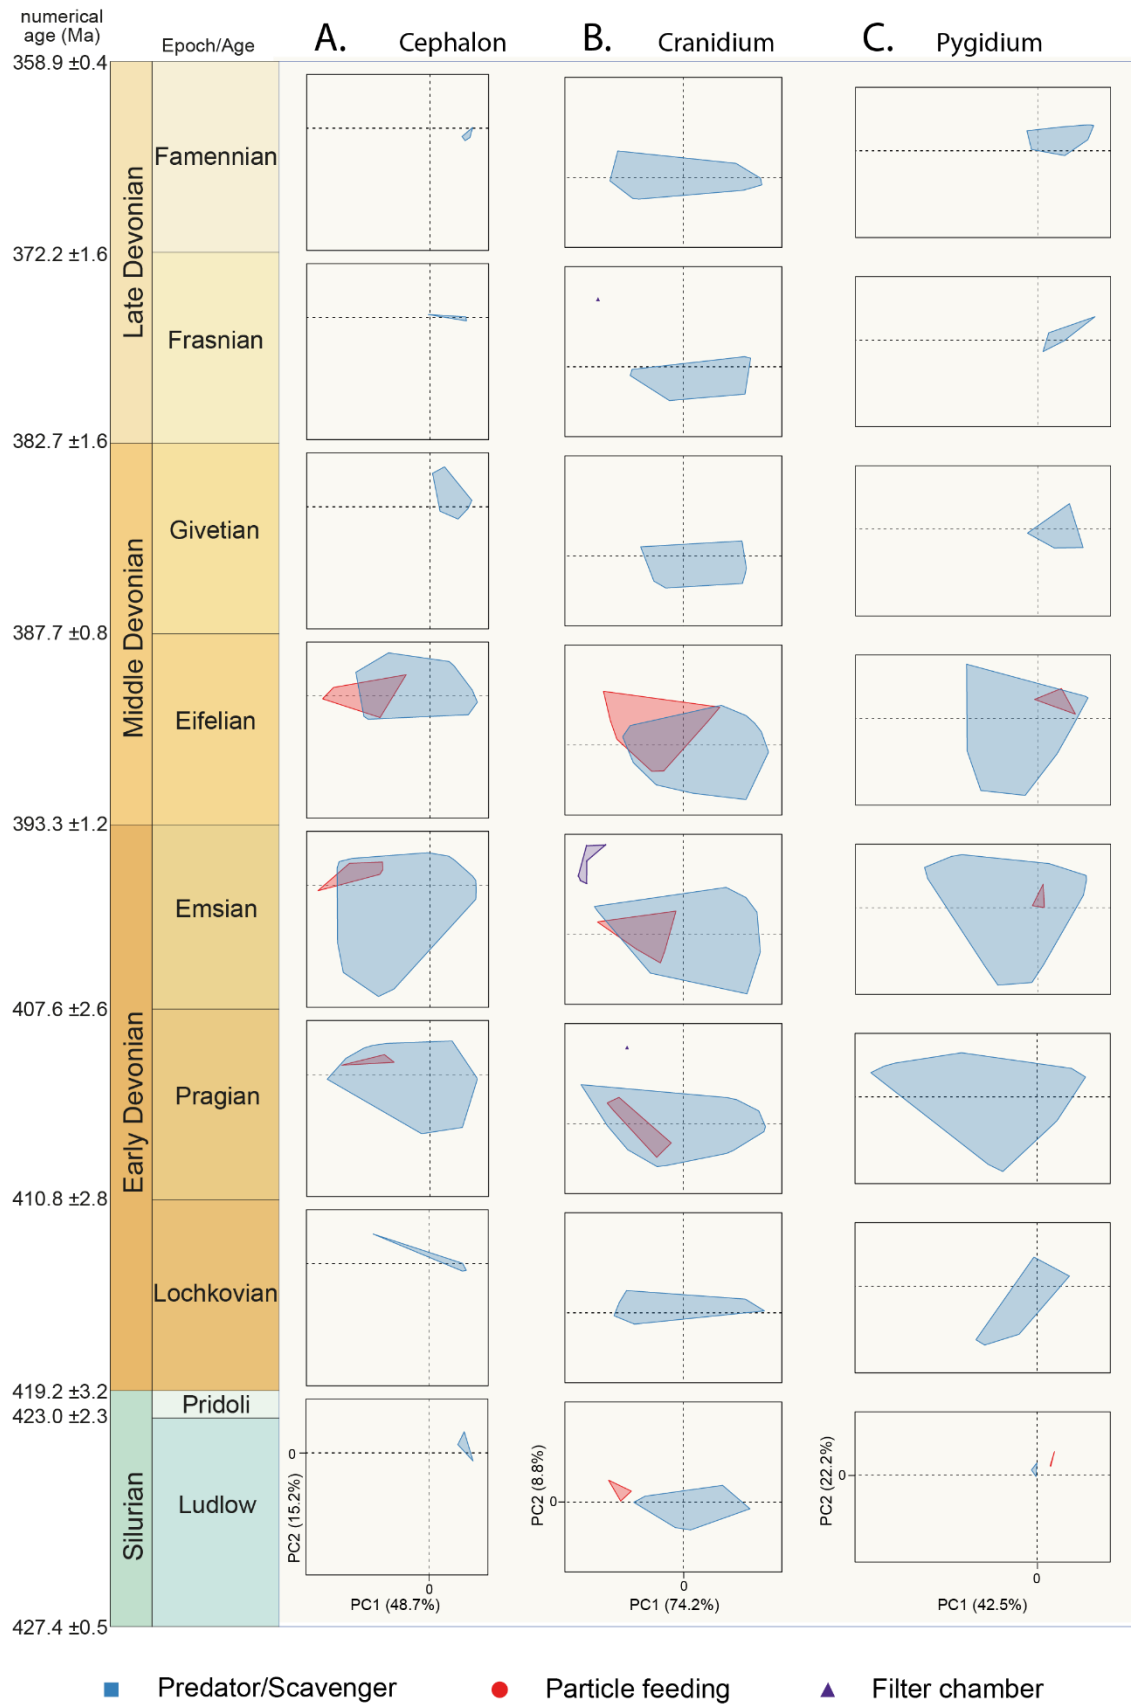 numerical
age (Ma)
Epoch/Age
A. Cephalon
B. Cranidium
C. Pygidium
358.9 ±0.4
Late Devonian
Famennian
372.2 ±1.6
Frasnian
382.7 ±1.6
Middle Devonian
Givetian
387.7 ±0.8
Eifelian
393.3 ±1.2
Early Devonian
Emsian
407.6 ±2.6
Pragian
410.8 ±2.8
Lochkovian
419.2 ±3.2
Silurian
Pridoli
423.0 ±2.3
Ludlow
427.4 ±0.5
0
PC2 (15.2%)
0
PC1 (48.7%)
0
PC2 (8.8%)
0
PC1 (74.2%)
0
PC2 (22.2%)
0
PC1 (42.5%)
Predator/Scavenger
Particle feeding
Filter chamber